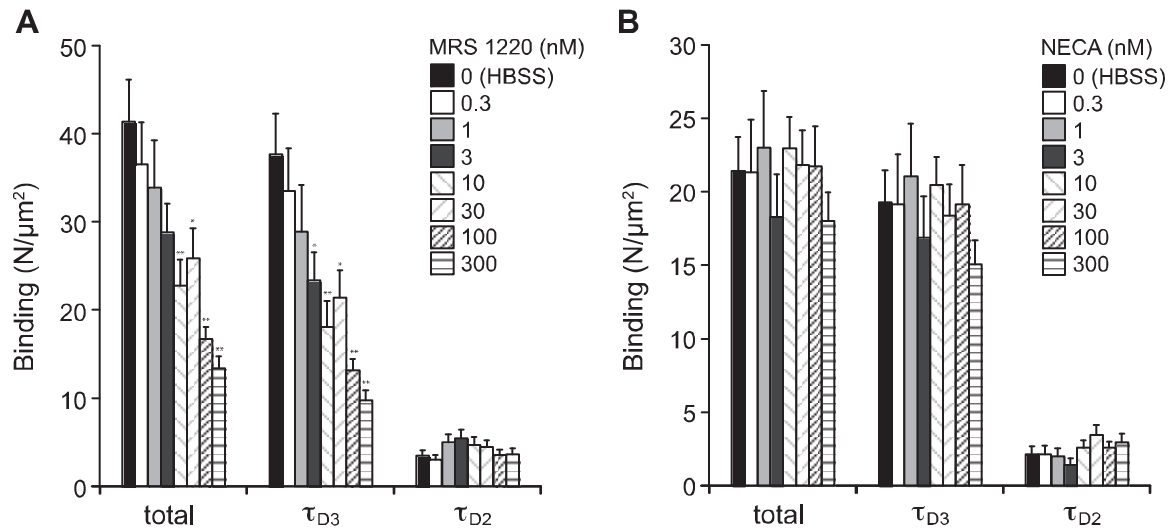 A
MRS 1220 (nM)
0 (HBSS)
0.3
1
3
10
30
100
300
50
40
30
20
10
0
Binding (N/μm²)
** *
** **
* ** *
** **
total τD3 τD2
B
NECA (nM)
0 (HBSS)
0.3
1
3
10
30
100
300
30
25
20
15
10
5
0
Binding (N/μm²)
total τD3 τD2